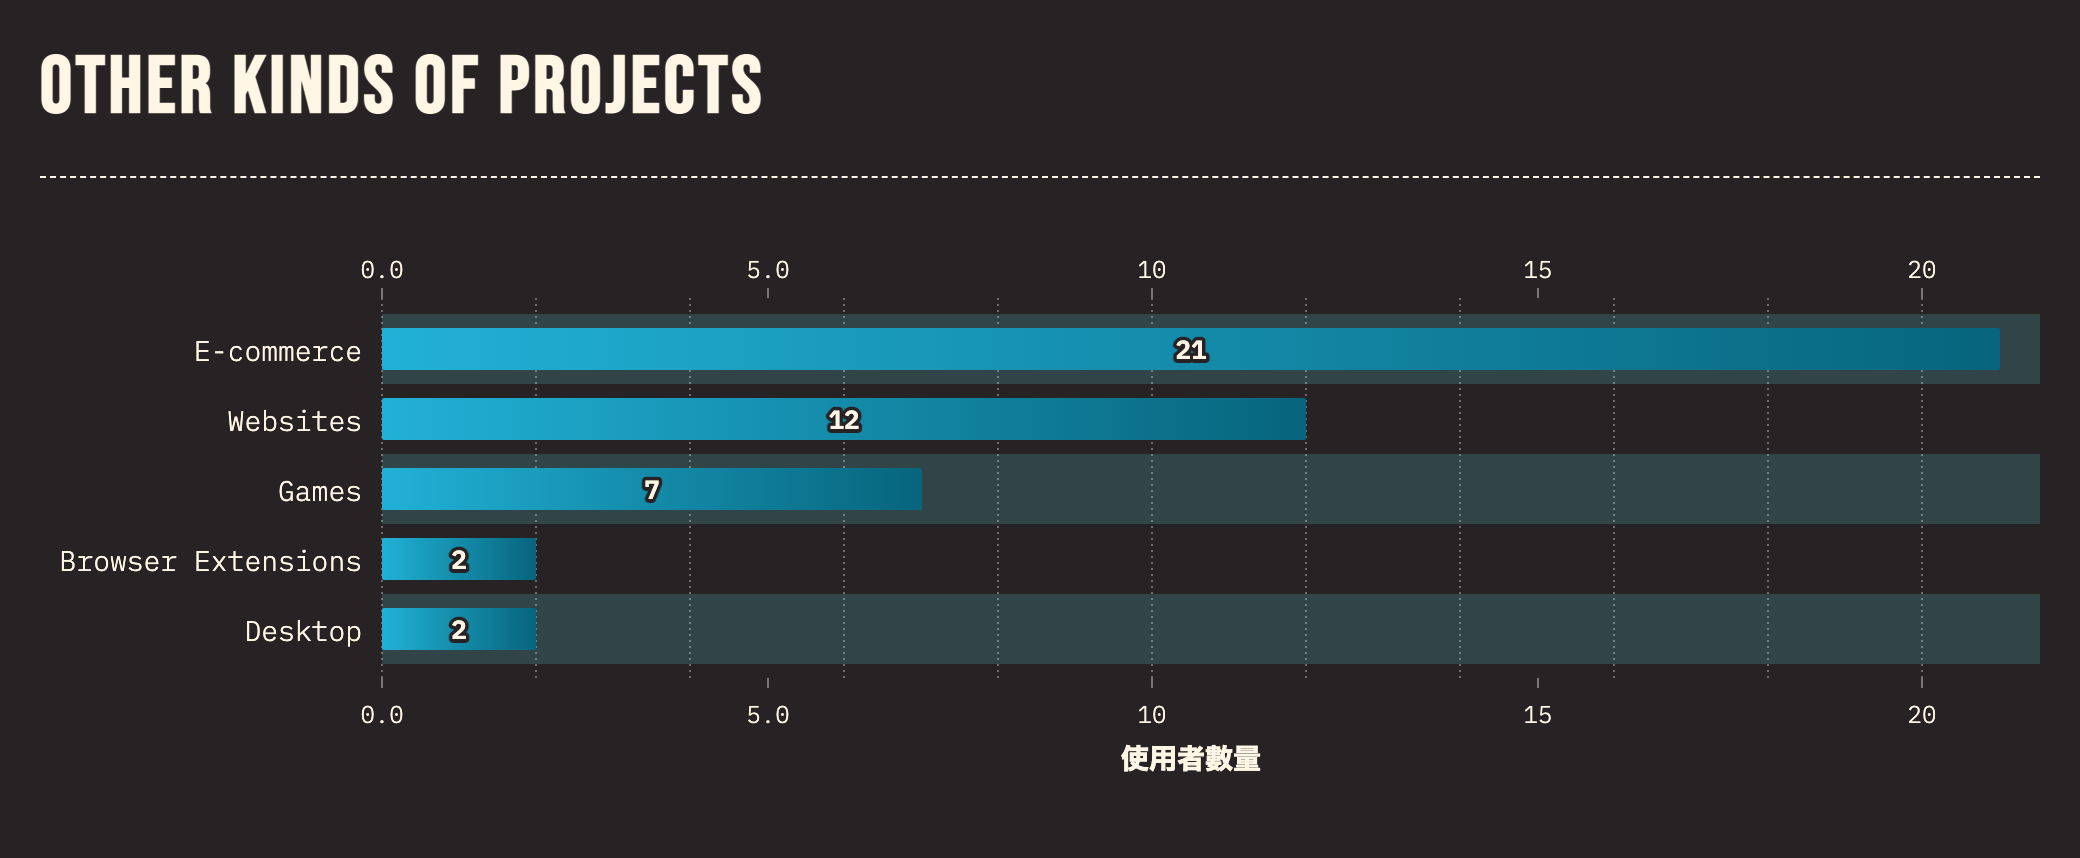 OTHER KINDS OF PROJECTS
0.0 5.0 10 15 20
E-commerce 21
Websites 12
Games 7
Browser Extensions 2
Desktop 2
0.0 5.0 10 15 20
使用者數量